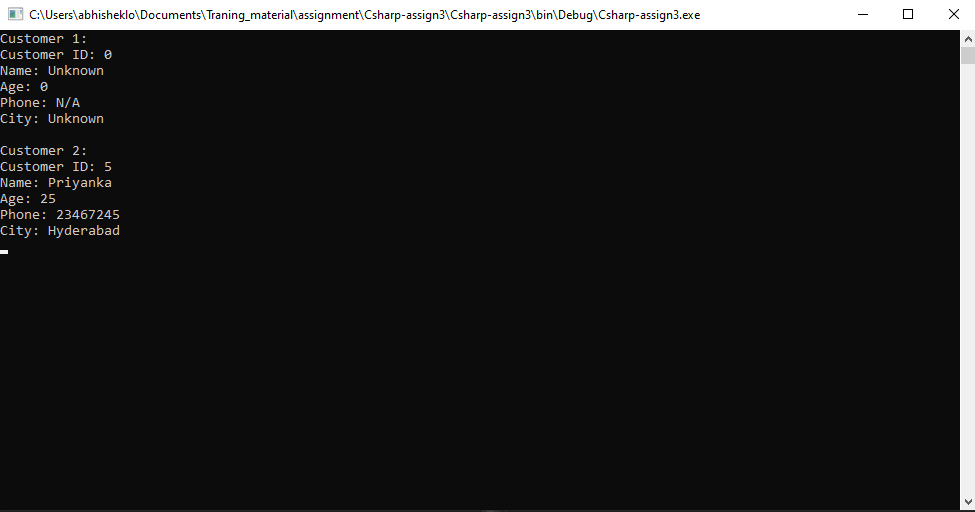 C:\Users\abhisheklo\Documents\Traning_material\assignment\Csharp-assign3\Csharp-assign3\bin\Debug\Csharp-assign3.exe
Customer 1:
Customer ID: 0
Name: Unknown
Age: 0
Phone: N/A
City: Unknown
Customer 2:
Customer ID: 5
Name: Priyanka
Age: 25
Phone: 23467245
City: Hyderabad